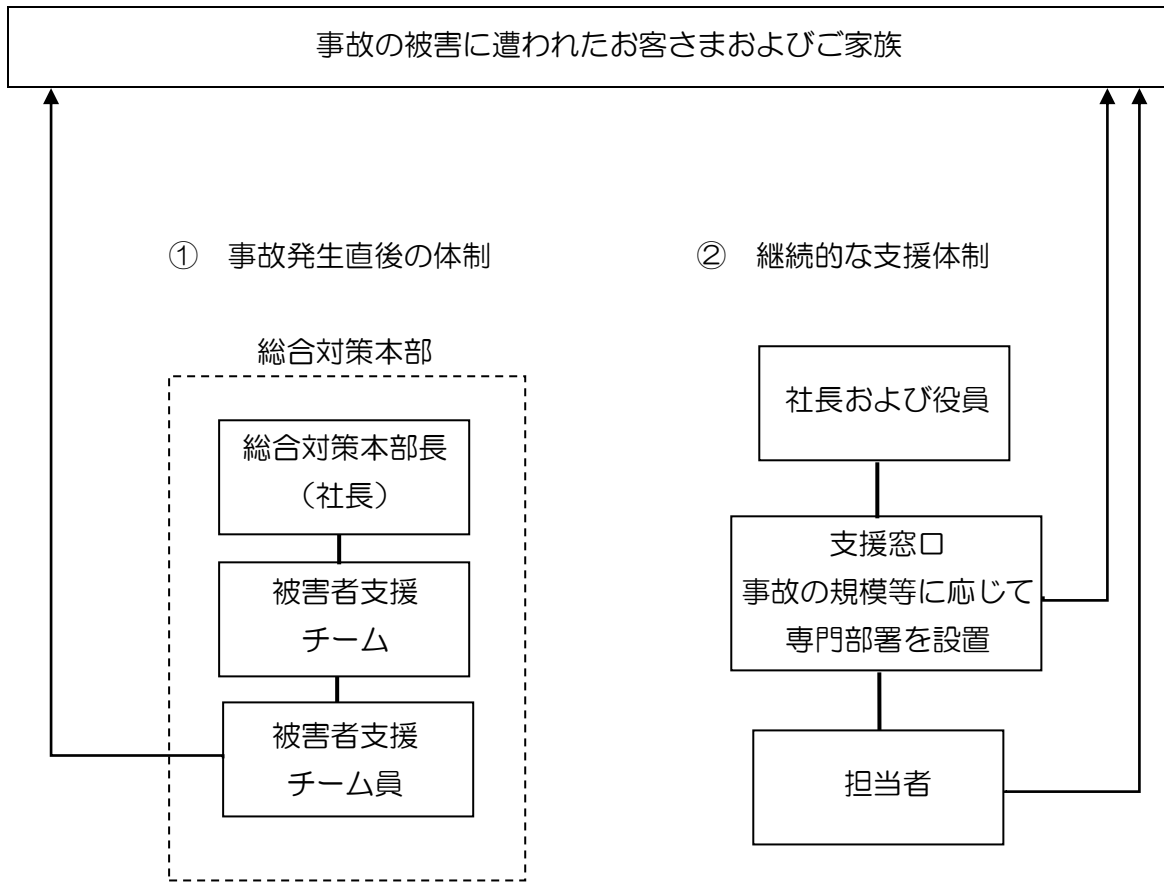 事故の被害に遭われたお客さまおよびご家族
① 事故発生直後の体制
総合対策本部
総合対策本部長
（社長）
被害者支援
チーム
被害者支援
チーム員
② 継続的な支援体制
社長および役員
支援窓口
事故の規模等に応じて
専門部署を設置
担当者